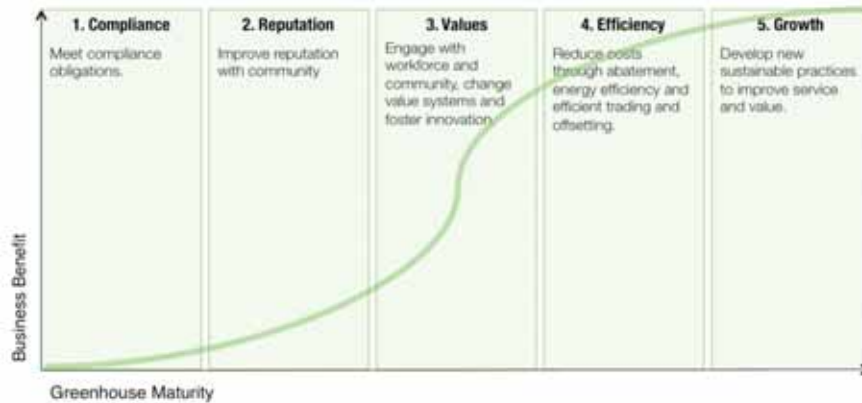 1. Compliance
Meet compliance
obligations.
2. Reputation
Improve reputation
with community
3. Values
Engage with
workforce and
community, change
value systems and
foster innovation
4. Efficiency
Reduce costs
through abatement,
energy efficiency and
efficient trading and
offsetting.
5. Growth
Develop new
sustainable practices
to improve service
and value.
Business Benefit
Greenhouse Maturity